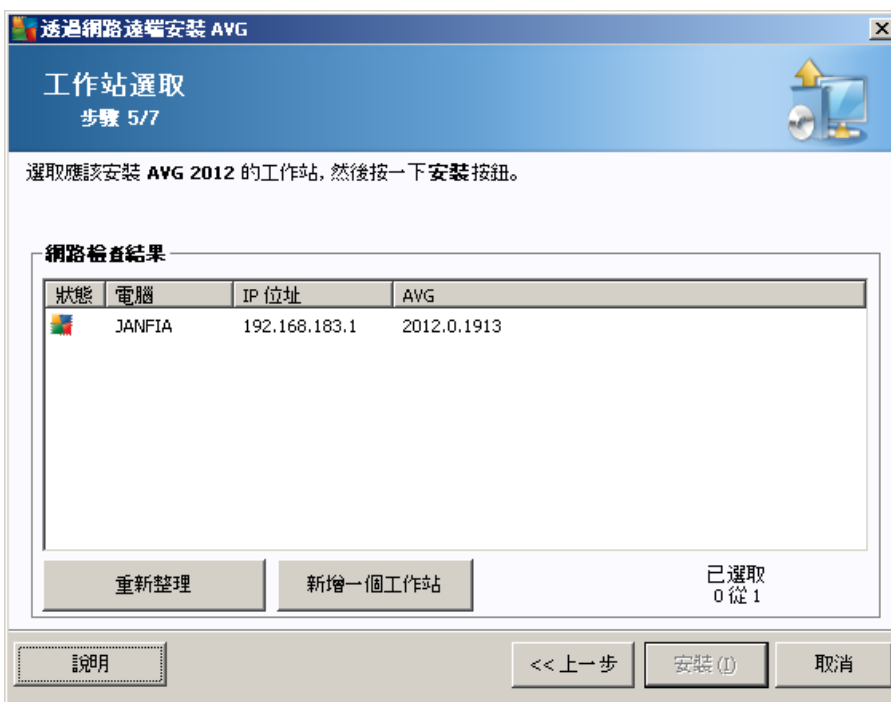 透過網路遠端安裝 AVG
工作站選取
步驟 5/7
選取應該安裝 AVG 2012 的工作站, 然後按一下安裝按鈕。
網路檢查結果
狀態 電腦 IP 位址 AVG
JANFIA 192.168.183.1 2012.0.1913
重新整理 新增一個工作站 已選取
0 從 1
說明 << 上一步 安裝(I) 取消